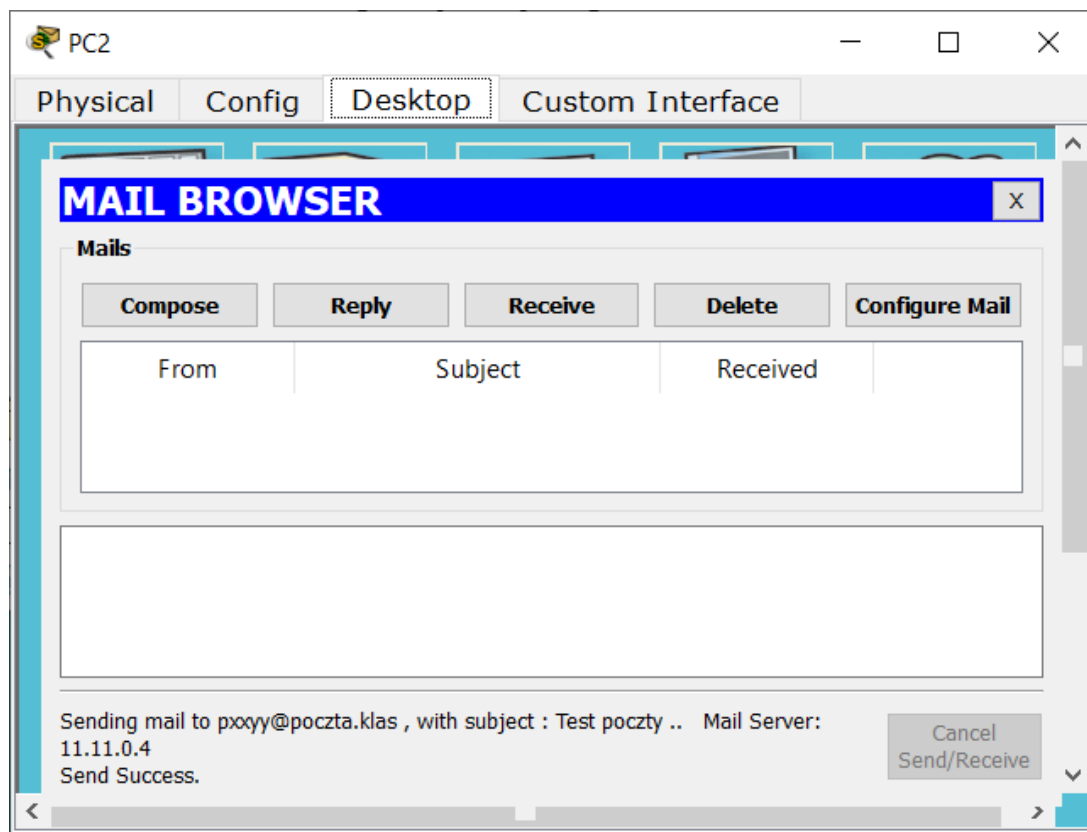 PC2
Physical Config Desktop Custom Interface
MAIL BROWSER
X
Mails
Compose Reply Receive Delete Configure Mail
From Subject Received
Sending mail to pxxyy@poczta.klas , with subject : Test poczty .. Mail Server:
11.11.0.4
Send Success.
Cancel
Send/Receive